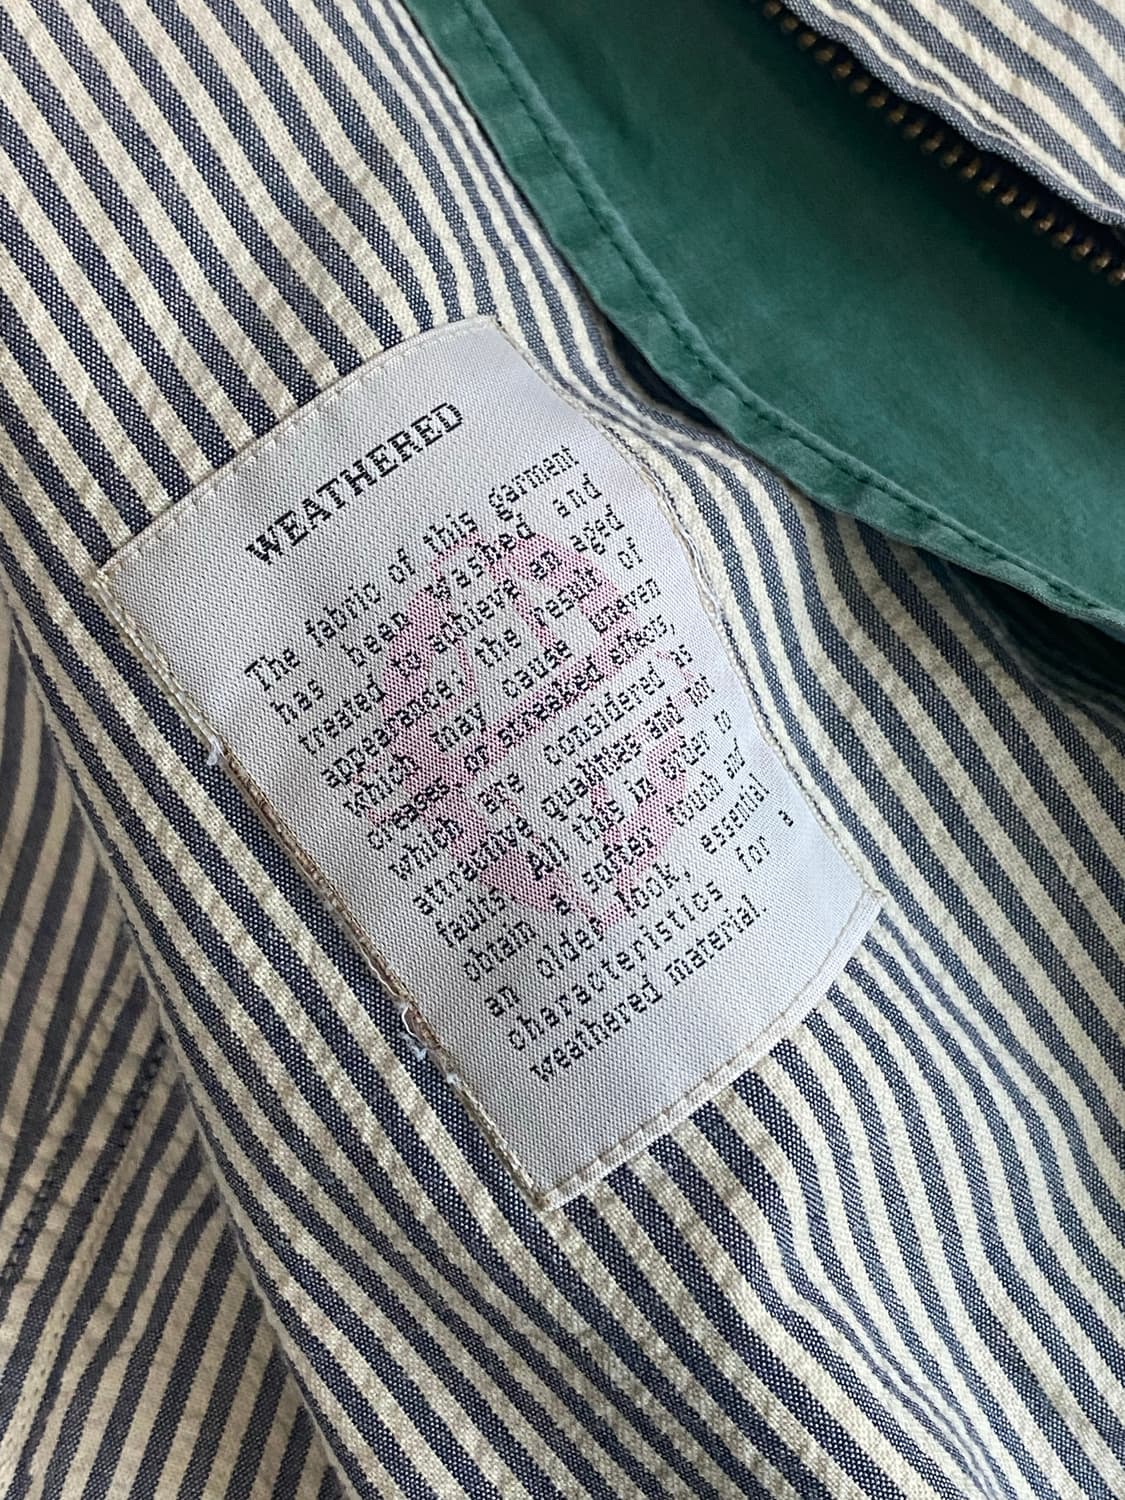 WEATHERED
The fabric of this garment
has been washed and
treated to achieve an aged
appearance; the result of
which may cause uneven
creases or streaked effects,
which are considered as
attractive qualities and not
faults. All this in order to
obtain a softer touch and
an older look, essential
characteristics for a
weathered material.